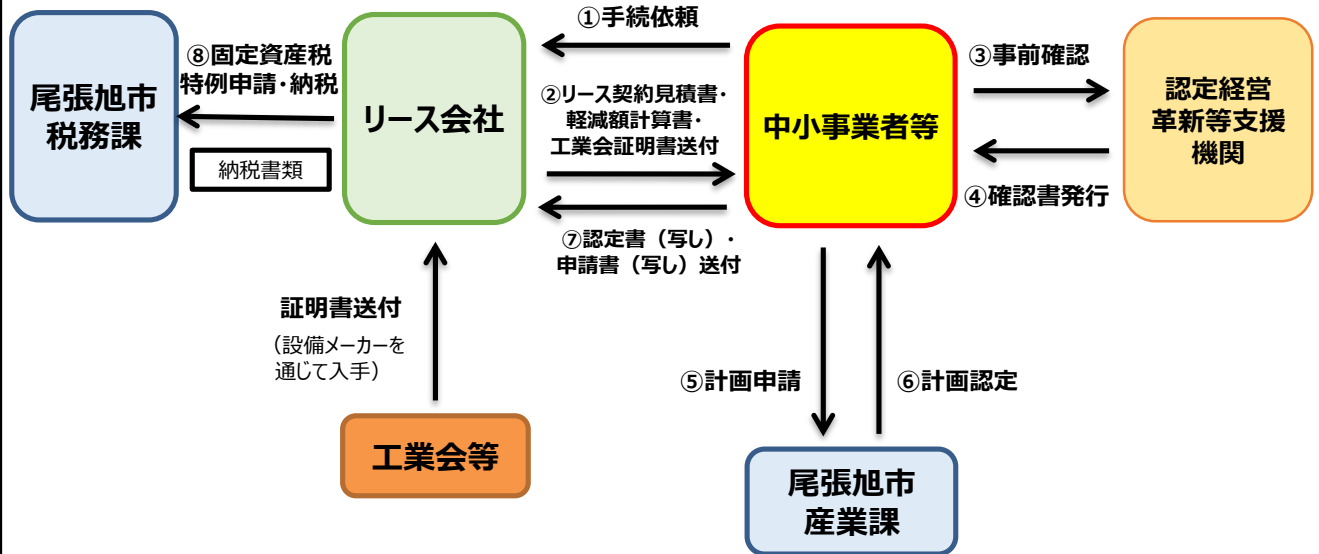 ①手続依頼
⑧固定資産税
特例申請・納税
尾張旭市
税務課
納税書類
リース会社
②リース契約見積書・
軽減額計算書・
工業会証明書送付
中小事業者等
③事前確認
認定経営
革新等支援
機関
④確認書発行
⑦認定書（写し）・
申請書（写し）送付
証明書送付
（設備メーカーを
通じて入手）
⑤計画申請
⑥計画認定
工業会等
尾張旭市
産業課